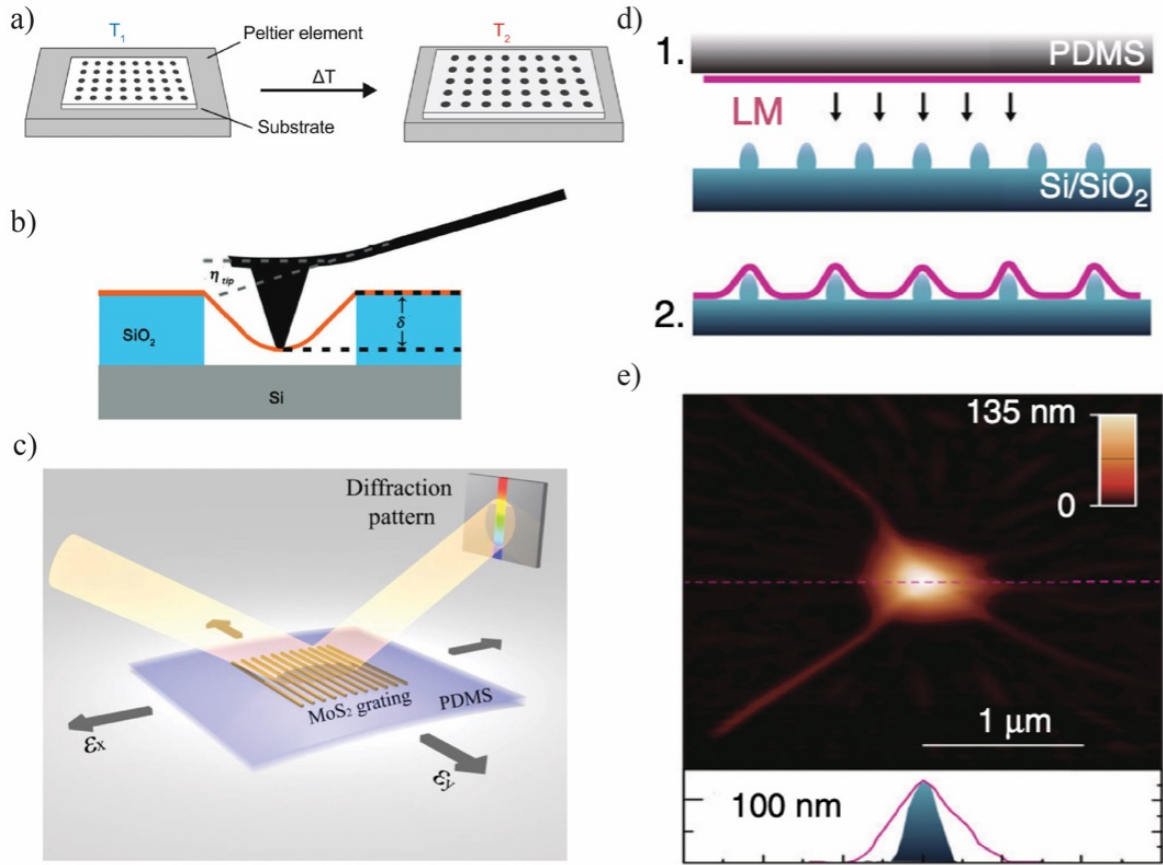 a)
T₁
T₂
Peltier element
ΔT
Substrate
b)
η tip
δ
SiO₂
Si
c)
Diffraction
pattern
MoS₂ grating
PDMS
εx
εy
d)
1.
PDMS
LM
Si/SiO₂
2.
e)
135 nm
0
1 μm
100 nm